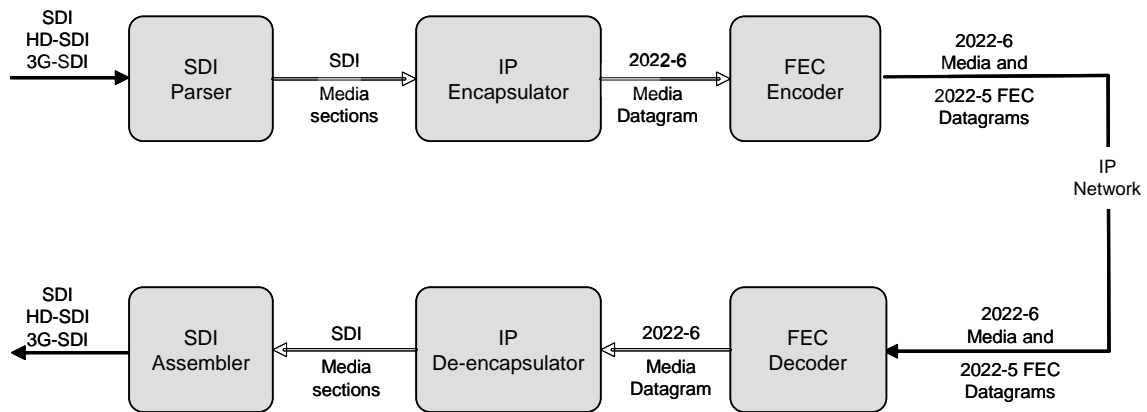 SDI
HD-SDI
3G-SDI
SDI
Parser
SDI
Media
sections
IP
Encapsulator
2022-6
Media
Datagram
FEC
Encoder
2022-6
Media and
2022-5 FEC
Datagrams
IP
Network
SDI
HD-SDI
3G-SDI
SDI
Assembler
SDI
Media
sections
IP
De-encapsulator
2022-6
Media
Datagram
FEC
Decoder
2022-6
Media and
2022-5 FEC
Datagrams